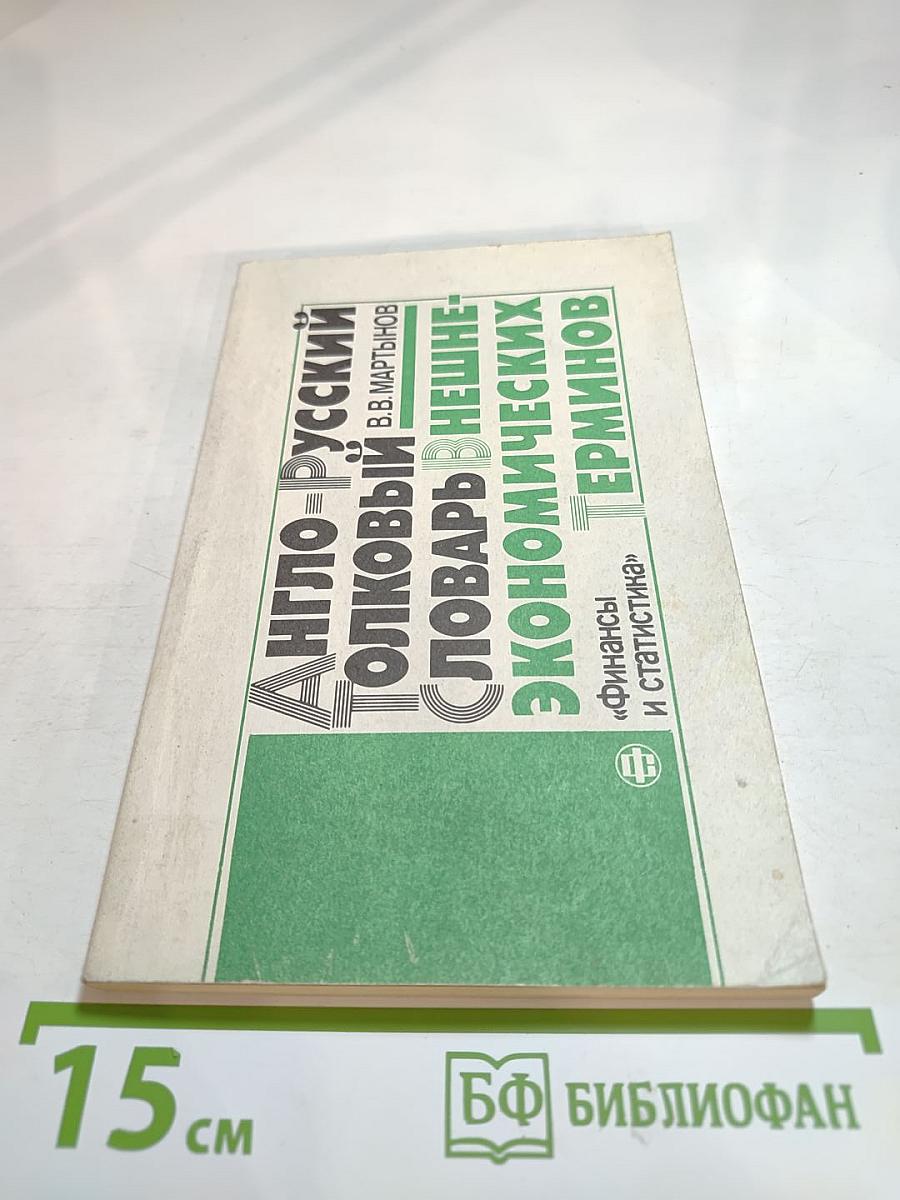 Англо-Русский
Толковый
В.В. Мартынов
Словарь Внешне-
экономических
Терминов
«Финансы
и статистика»
ФС
15 см
БФ БИБЛИОФАН